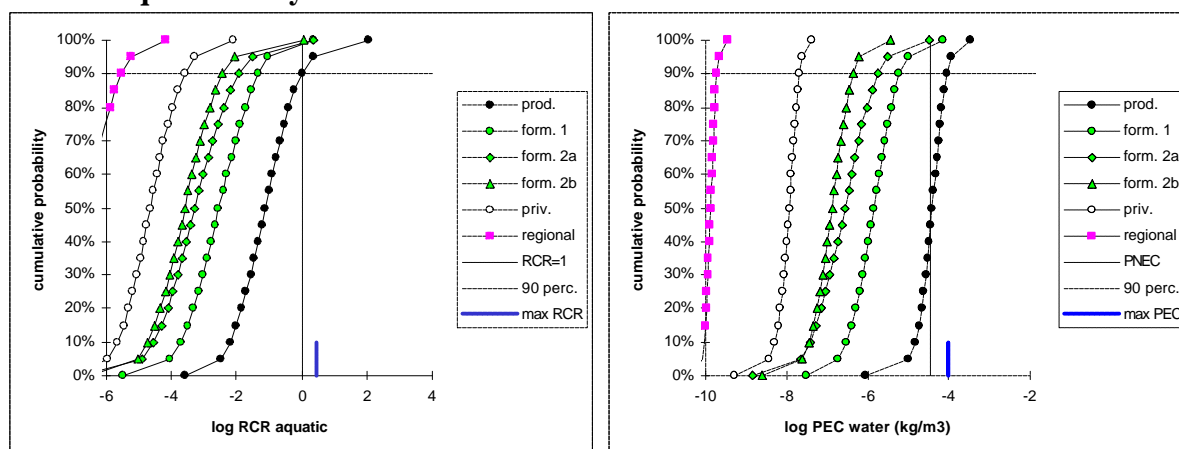 100%
90%
80%
70%
60%
50%
40%
30%
20%
10%
0%
cumulative probability
-6
-4
-2
0
2
4
log RCR aquatic
prod.
form. 1
form. 2a
form. 2b
priv.
regional
RCR=1
90 perc.
max RCR
100%
90%
80%
70%
60%
50%
40%
30%
20%
10%
0%
cumulative probability
-10
-8
-6
-4
-2
log PEC water (kg/m3)
prod.
form. 1
form. 2a
form. 2b
priv.
regional
PNEC
90 perc.
max PEC